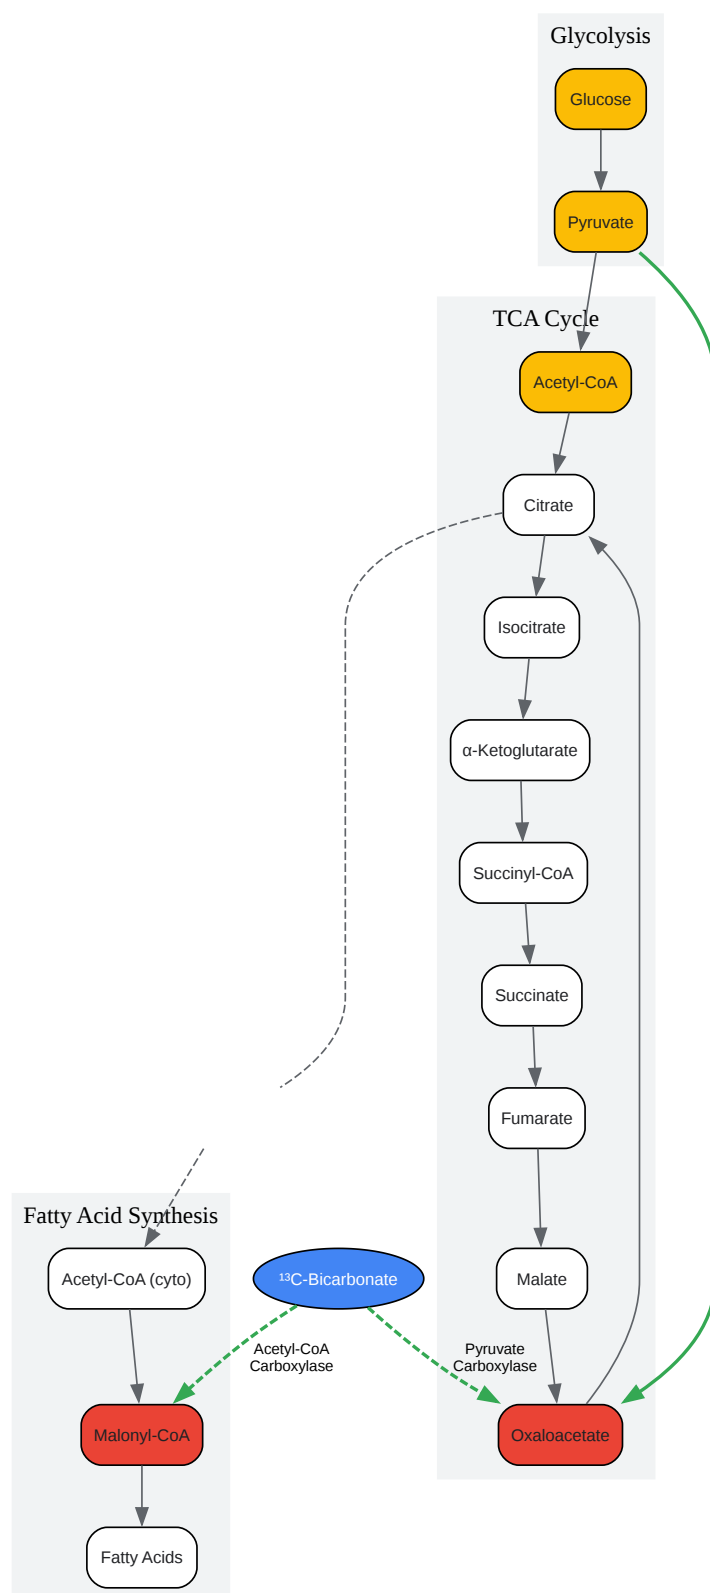 Glycolysis
Glucose
Pyruvate
TCA Cycle
Acetyl-CoA
Citrate
Isocitrate
α-Ketoglutarate
Succinyl-CoA
Succinate
Fumarate
Fatty Acid Synthesis
Acetyl-CoA (cyto)
¹³C-Bicarbonate
Malate
Acetyl-CoA
Carboxylase
Pyruvate
Carboxylase
Malonyl-CoA
Oxaloacetate
Fatty Acids